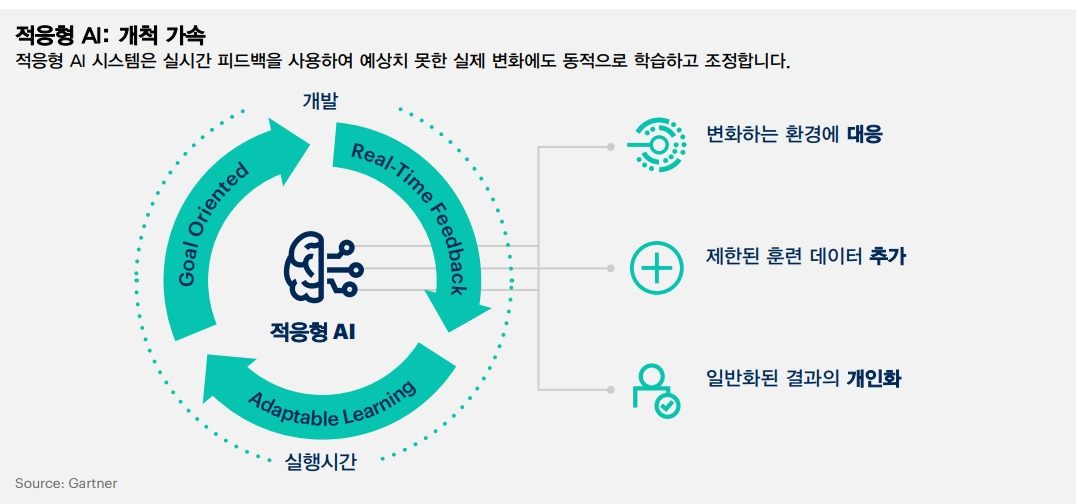 적응형 AI: 개척 가속
적응형 AI 시스템은 실시간 피드백을 사용하여 예상치 못한 실제 변화에도 동적으로 학습하고 조정합니다.
개발
Goal Oriented
Real-Time Feedback
Adaptable Learning
적응형 AI
실행시간
변화하는 환경에 대응
제한된 훈련 데이터 추가
일반화된 결과의 개인화
Source: Gartner